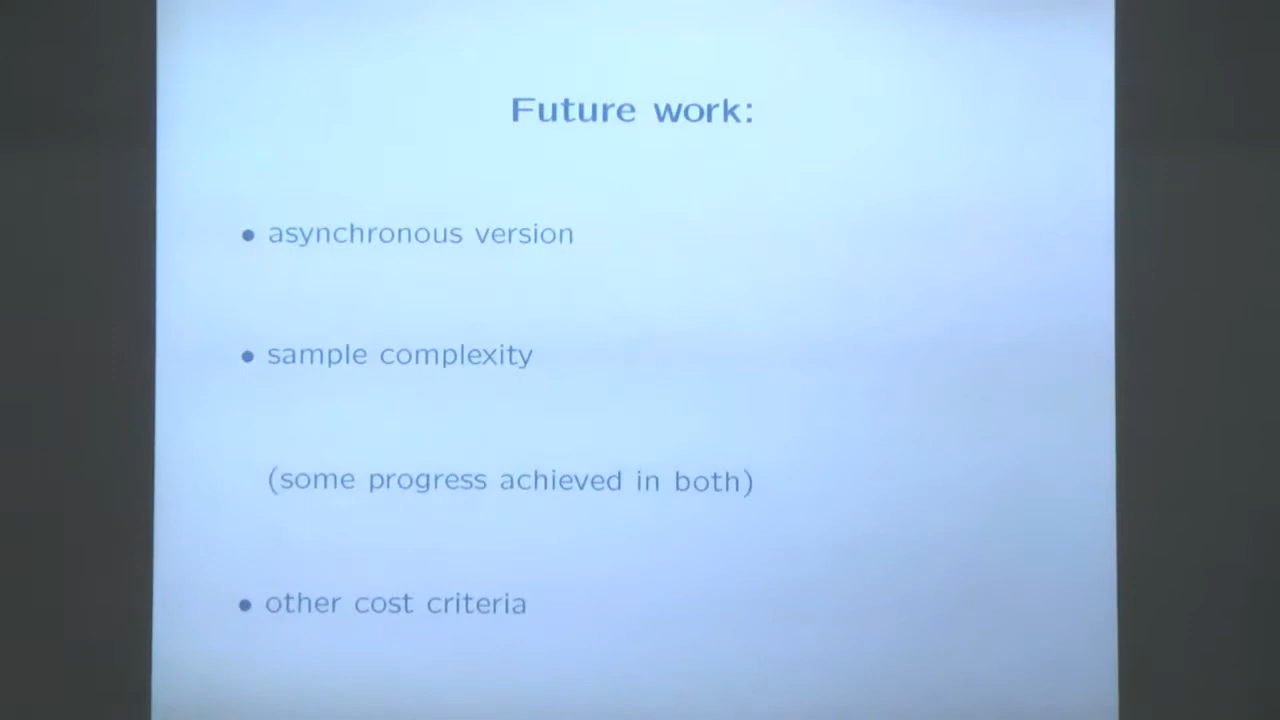 Future work:
• asynchronous version
• sample complexity
(some progress achieved in both)
• other cost criteria